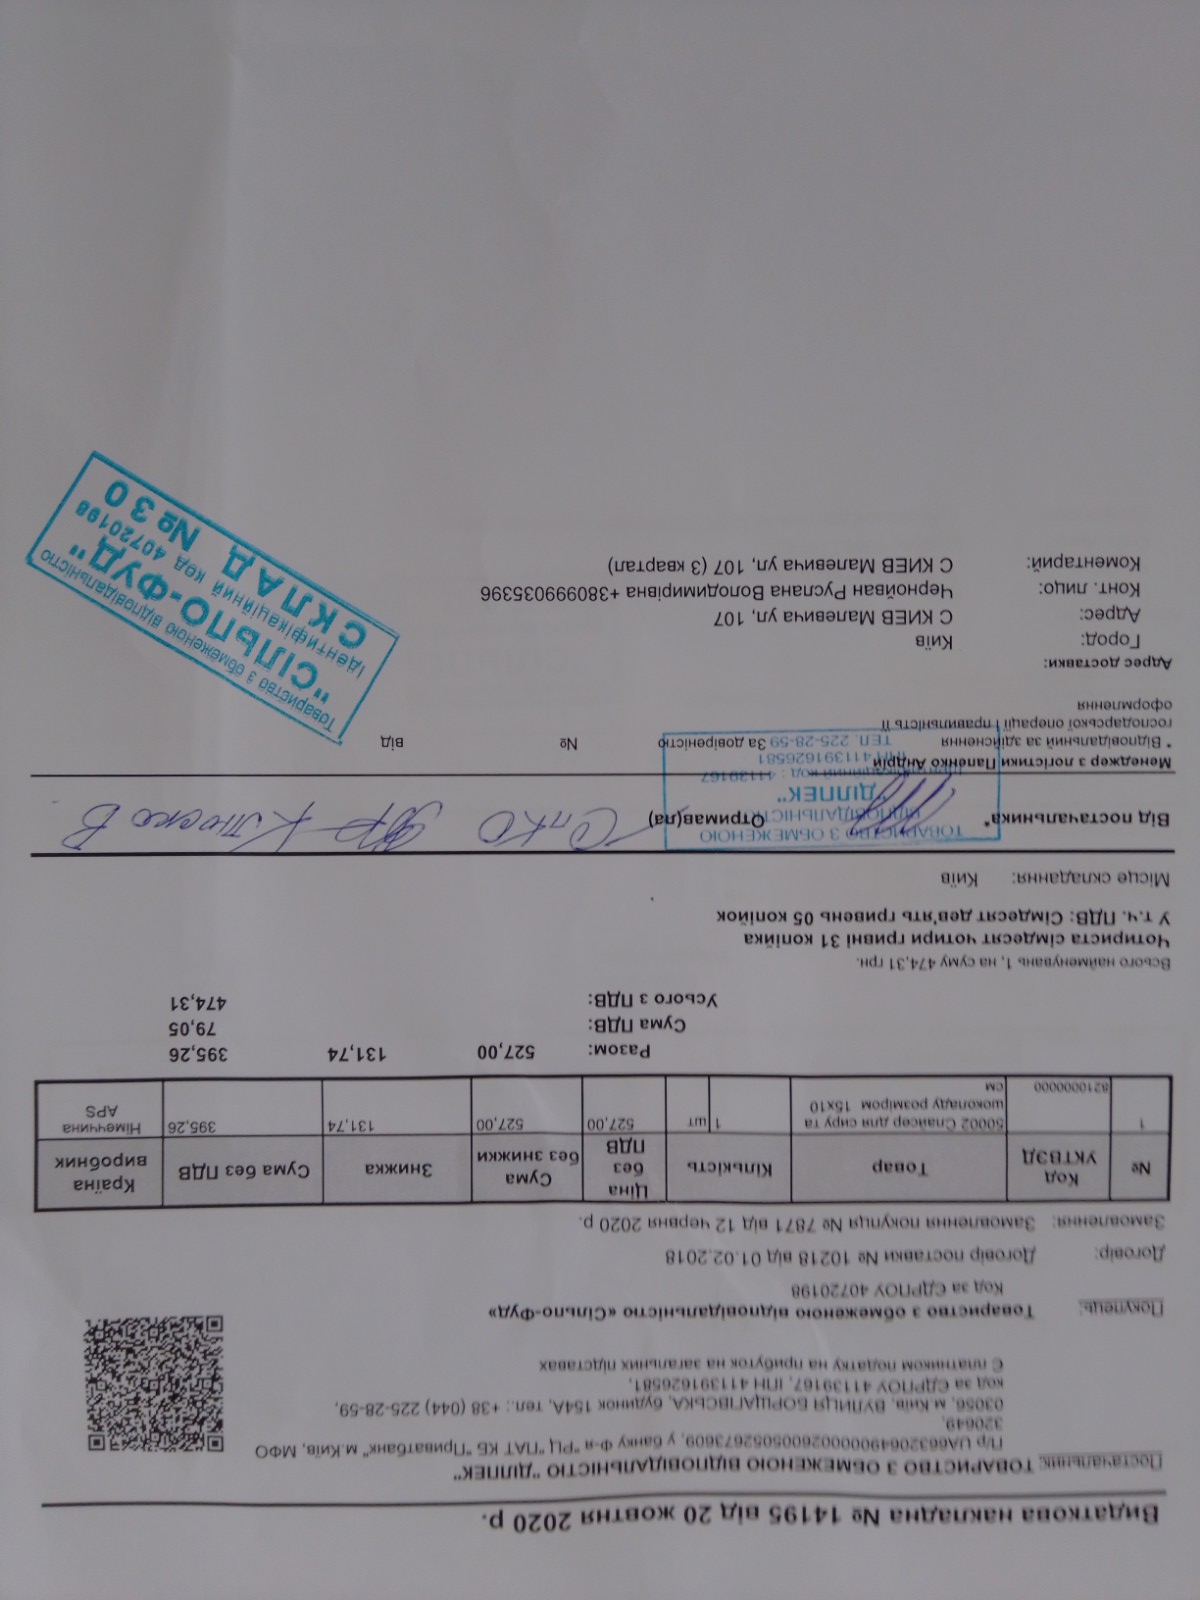 Видаткова накладна № 14195 від 20 жовтня 2020 р.
Постачальник: ТОВАРИСТВО З ОБМЕЖЕНОЮ ВІДПОВІДАЛЬНІСТЮ "ДІЛПЕК"
П/р UA663206490000026005052673609, у банку Ф-я "РЦ "ПАТ КБ "Приватбанк" м.Київ, МФО
320649,
03056, м.Київ, ВУЛИЦЯ БОРЩАГІВСЬКА, будинок 154А, тел.: +38 (044) 225-28-59,
код за ЄДРПОУ 41139167, ІПН 411391626581,
Є платником податку на прибуток на загальних підставах
Покупець: Товариство з обмеженою відповідальністю «Сільпо-Фуд»
Код за ЄДРПОУ 40720198
Договір: Договір поставки № 10218 від 01.02.2018
Замовлення: Замовлення покупця № 7871 від 12 червня 2020 р.
№ Код УКТВЗД Товар Кількість Ціна без ПДВ Сума без знижки Знижка Сума без ПДВ Країна виробник
1 821000000 50002 Слайсер для сиру та 1 шт 527,00 527,00 131,74 395,26 Німеччина
шоколаду розміром 15х10 APS
см
Разом: 527,00 131,74 395,26
Сума ПДВ: 79,05
Усього з ПДВ: 474,31
Всього найменувань 1, на суму 474,31 грн.
Чотириста сімдесят чотири гривні 31 копійка
У т.ч. ПДВ: Сімдесят дев'ять гривень 05 копійок
Місце складання: Київ
Від постачальника* Отримав(ла)
ТОВАРИСТВО З ОБМЕЖЕНОЮ
ВІДПОВІДАЛЬНІСТЮ
"ДІЛПЕК"
код : 41139167
ІПН 411391626581
ТЕЛ. 225-28-59
Менеджер з логістики Папенко Андрій
* Відповідальний за здійснення
господарської операції і правильність її
оформлення
За довіреністю № від
Адрес доставки:
Город: Київ
Адрес: С КИЕВ Малевича ул, 107
Конт. лицо: Чернойван Руслана Володимирівна +380999035396
Коментарий: С КИЕВ Малевича ул, 107 (3 квартал)
Товариство з обмеженою відповідальністю
"СІЛЬПО-ФУД"
Ідентифікаційний код 40720198
СКЛАД №30